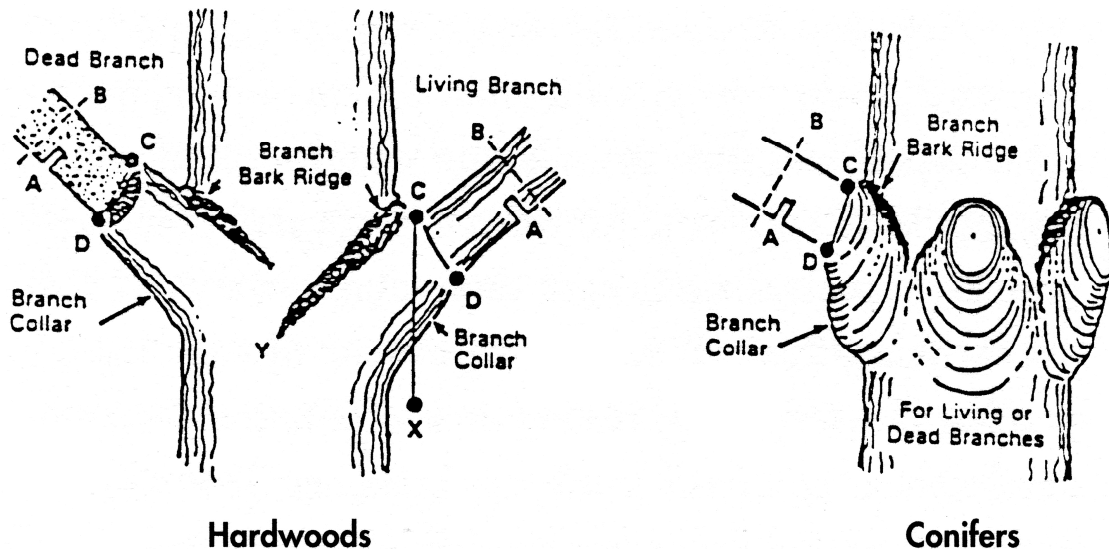 Dead Branch
B
C
A
D
Branch
Collar
Branch
Bark Ridge
Y
Living Branch
B
C
A
D
Branch
Collar
X
Hardwoods
B
C
A
D
Branch
Bark Ridge
Branch
Collar
For Living or
Dead Branches
Conifers